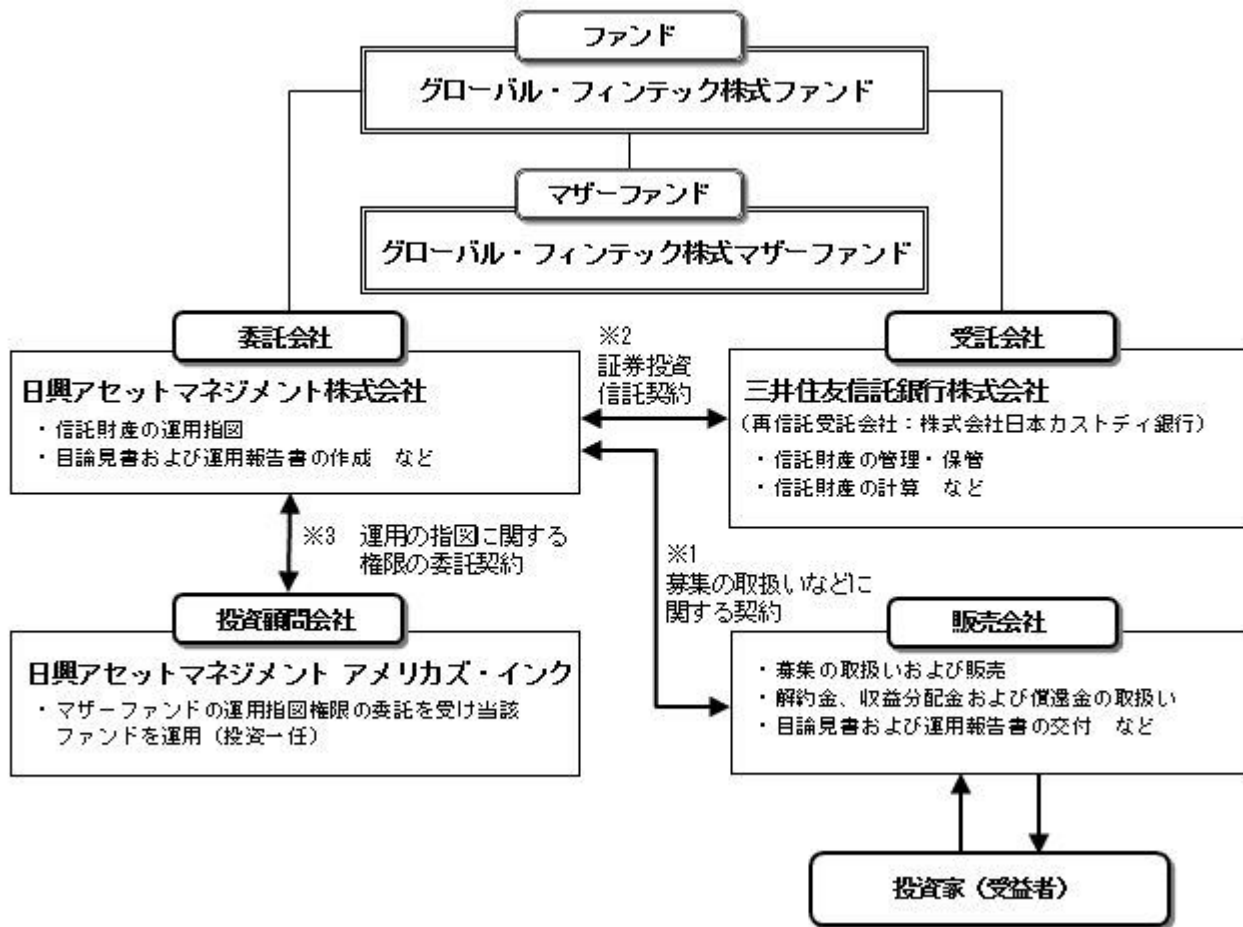 ファンド
グローバル・フィンテック株式ファンド
マザーファンド
グローバル・フィンテック株式マザーファンド
委託会社
日興アセットマネジメント株式会社
・信託財産の運用指図
・目論見書および運用報告書の作成 など
※2
証券投資
信託契約
受託会社
三井住友信託銀行株式会社
(再信託受託会社:株式会社日本カストディ銀行)
・信託財産の管理・保管
・信託財産の計算 など
※3 運用の指図に関する
権限の委託契約
※1
募集の取扱いなどに
関する契約
投資顧問会社
日興アセットマネジメント アメリカズ・インク
・マザーファンドの運用指図権限の委託を受け当該
ファンドを運用(投資一任)
販売会社
・募集の取扱いおよび販売
・解約金、収益分配金および償還金の取扱い
・目論見書および運用報告書の交付 など
投資家(受益者)